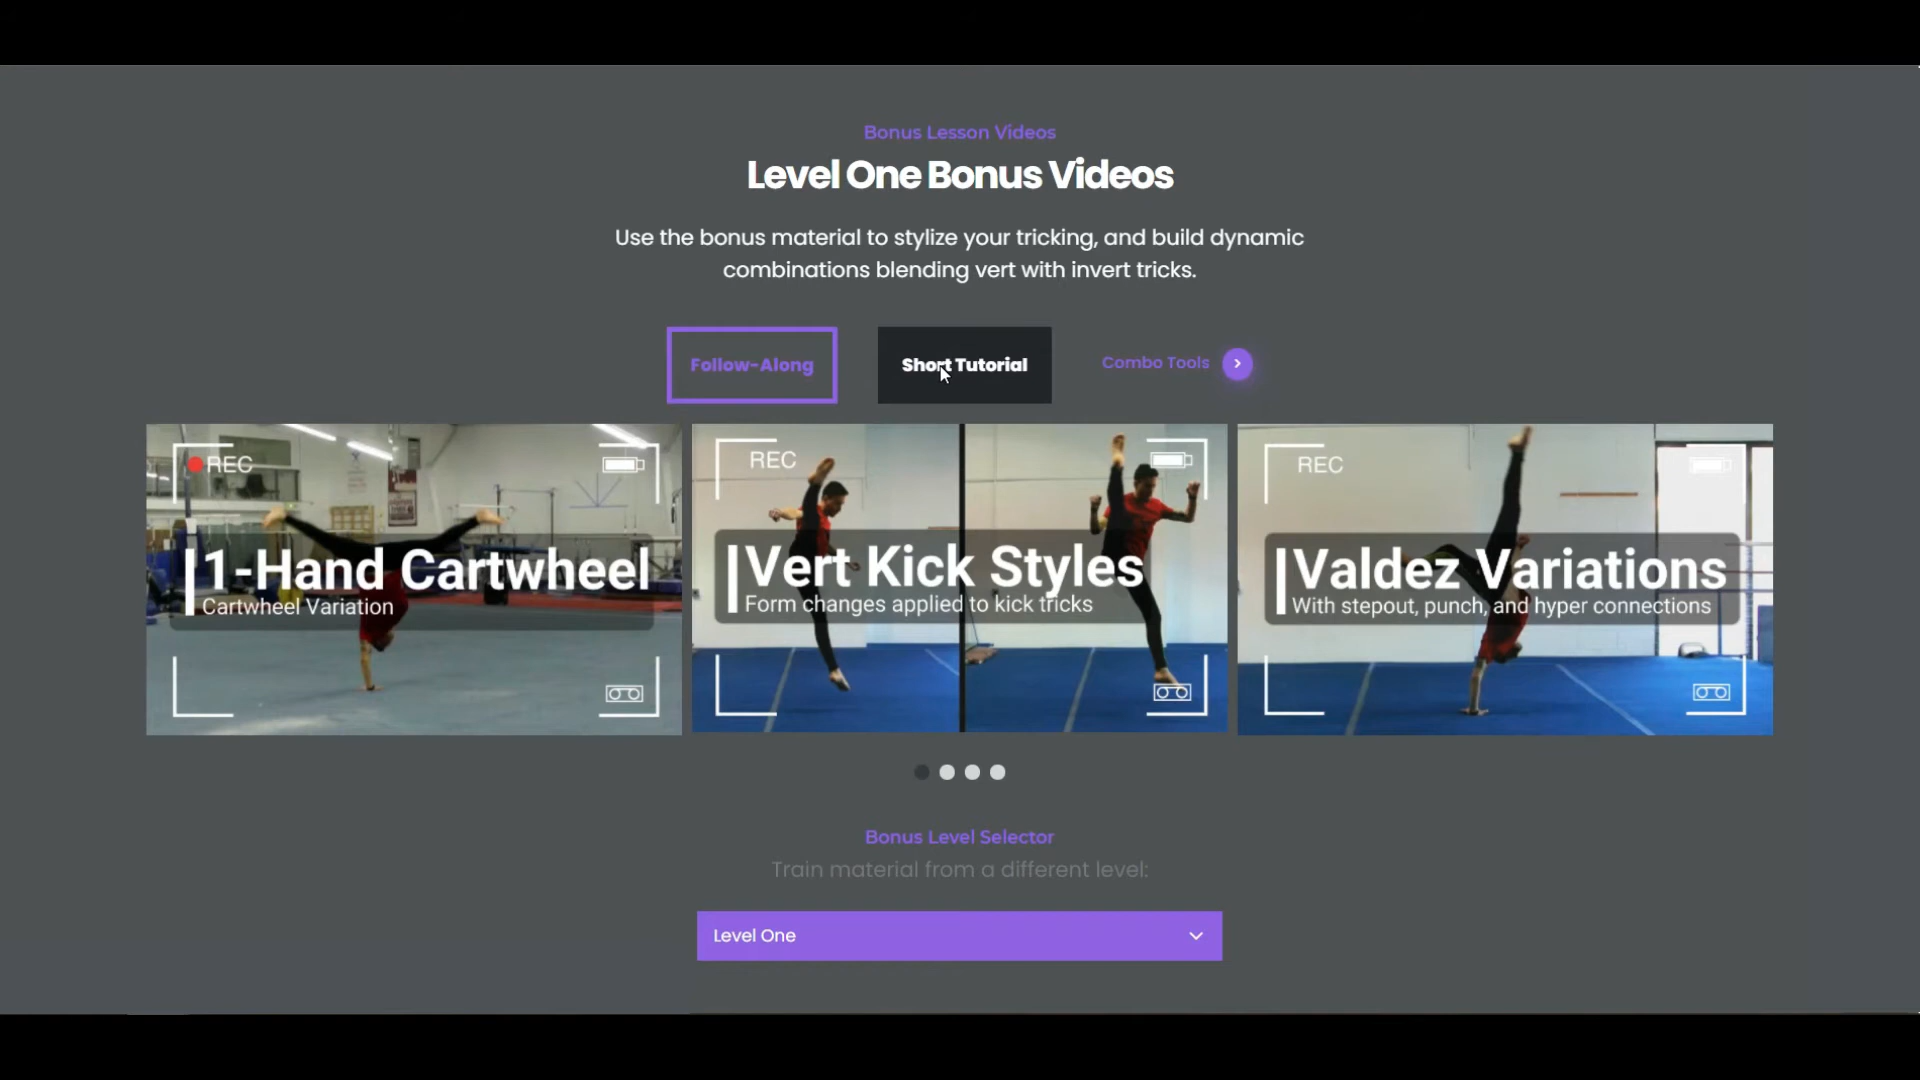 Bonus Lesson Videos
Level One Bonus Videos
Use the bonus material to stylize your tricking, and build dynamic
combinations blending vert with invert tricks.
Follow-Along
Short Tutorial
Combo Tools
REC
1-Hand Cartwheel
Cartwheel Variation
REC
Vert Kick Styles
Form changes applied to kick tricks
REC
Valdez Variations
With stepout, punch, and hyper connections
Bonus Level Selector
Train material from a different level:
Level One